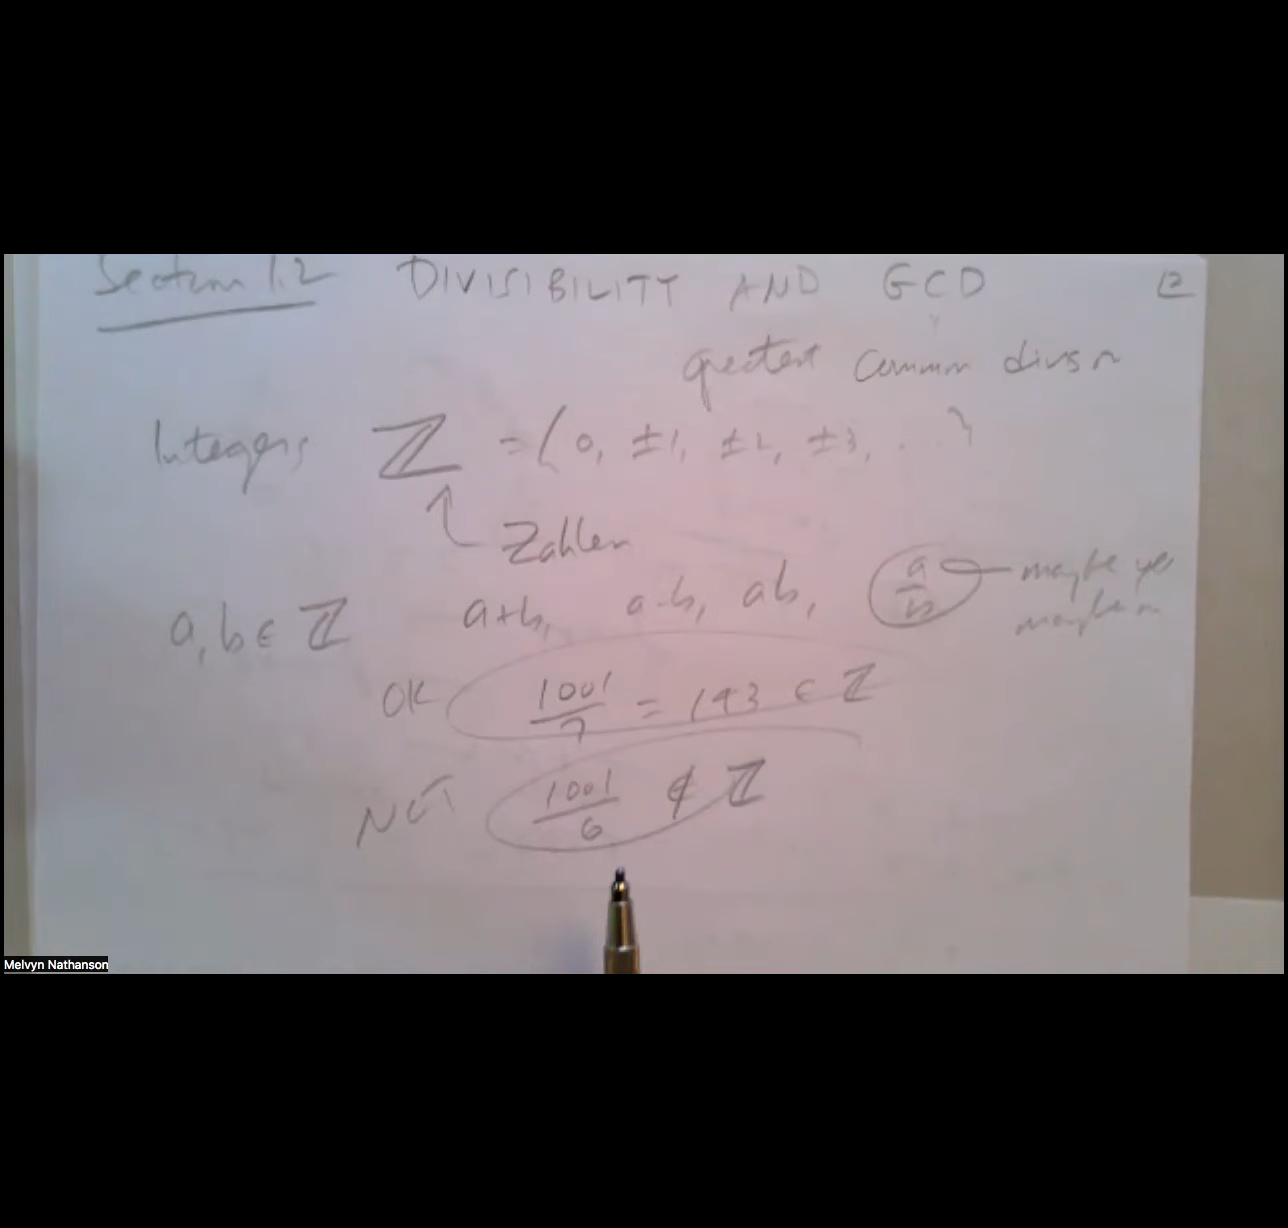 Section 1.2 DIVISIBILITY AND GCD 12
greatest common divisor
Integers ℤ = { 0, ±1, ±2, ±3, ... }
Zahlen
a, b ∈ ℤ a+b, a-b, ab, a/b maybe yes
maybe no
OK 1001/7 = 143 ∈ ℤ
NOT 1001/6 ∉ ℤ
Melvyn Nathanson